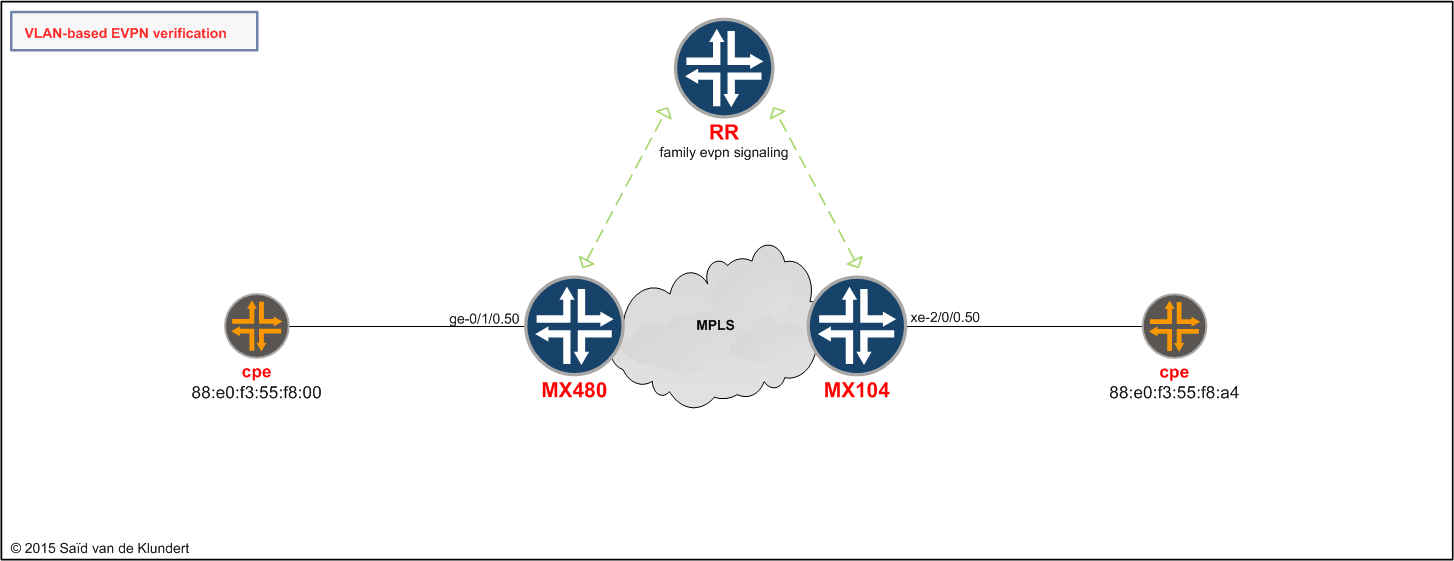 VLAN-based EVPN verification
RR
family evpn signaling
ge-0/1/0.50
MPLS
xe-2/0/0.50
cpe
88:e0:f3:55:f8:00
MX480
MX104
cpe
88:e0:f3:55:f8:a4
© 2015 Saïd van de Klundert